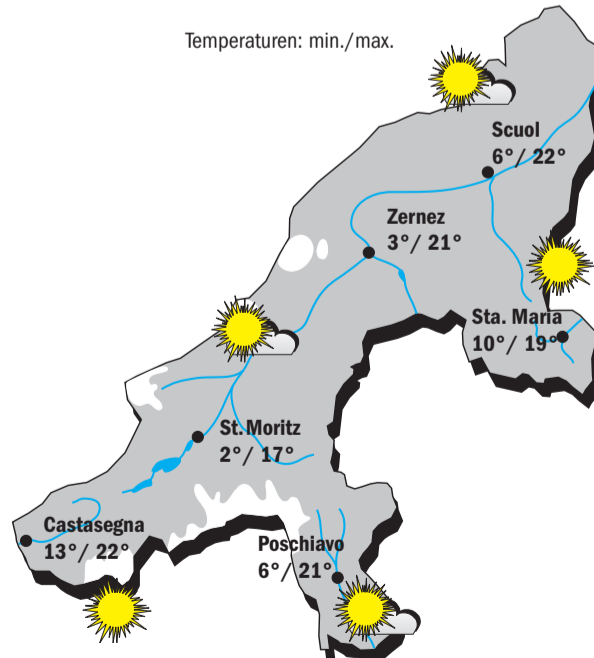 Temperaturen: min./max.
Scuol
6°/ 22°
Zernez
3°/ 21°
Sta. Maria
10°/ 19°
St. Moritz
2°/ 17°
Castasegna
13°/ 22°
Poschiavo
6°/ 21°